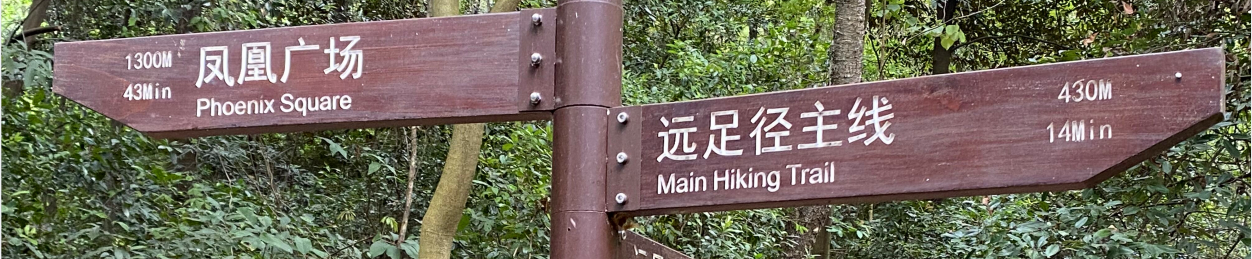 1300M
43Min
凤凰广场
Phoenix Square
远足径主线
Main Hiking Trail
430M
14Min